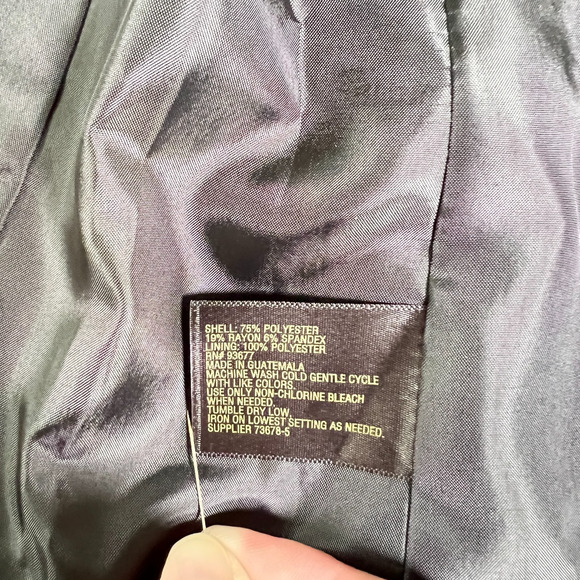 SHELL: 75% POLYESTER
19% RAYON 6% SPANDEX
LINING: 100% POLYESTER
RN# 93677
MADE IN GUATEMALA
MACHINE WASH COLD GENTLE CYCLE
WITH LIKE COLORS.
USE ONLY NON-CHLORINE BLEACH
WHEN NEEDED.
TUMBLE DRY LOW.
IRON ON LOWEST SETTING AS NEEDED.
SUPPLIER 73678-5